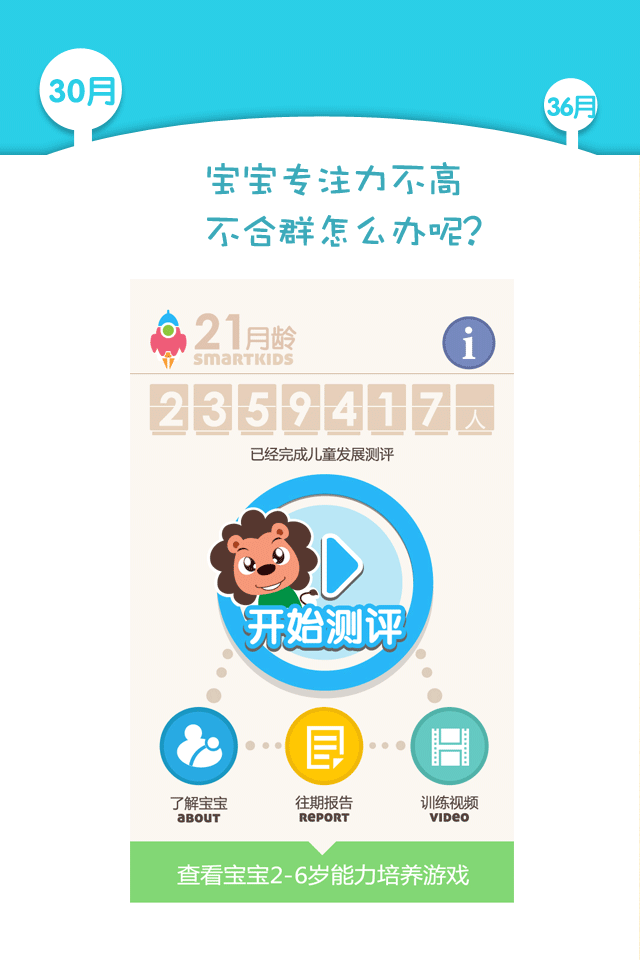 30月
36月
宝宝专注力不高
不合群怎么办呢?
21月龄
SMARTKIDS
i
2359417人
已经完成儿童发展测评
开始测评
了解宝宝
ABOUT
往期报告
REPORT
训练视频
VIDEO
查看宝宝2-6岁能力培养游戏